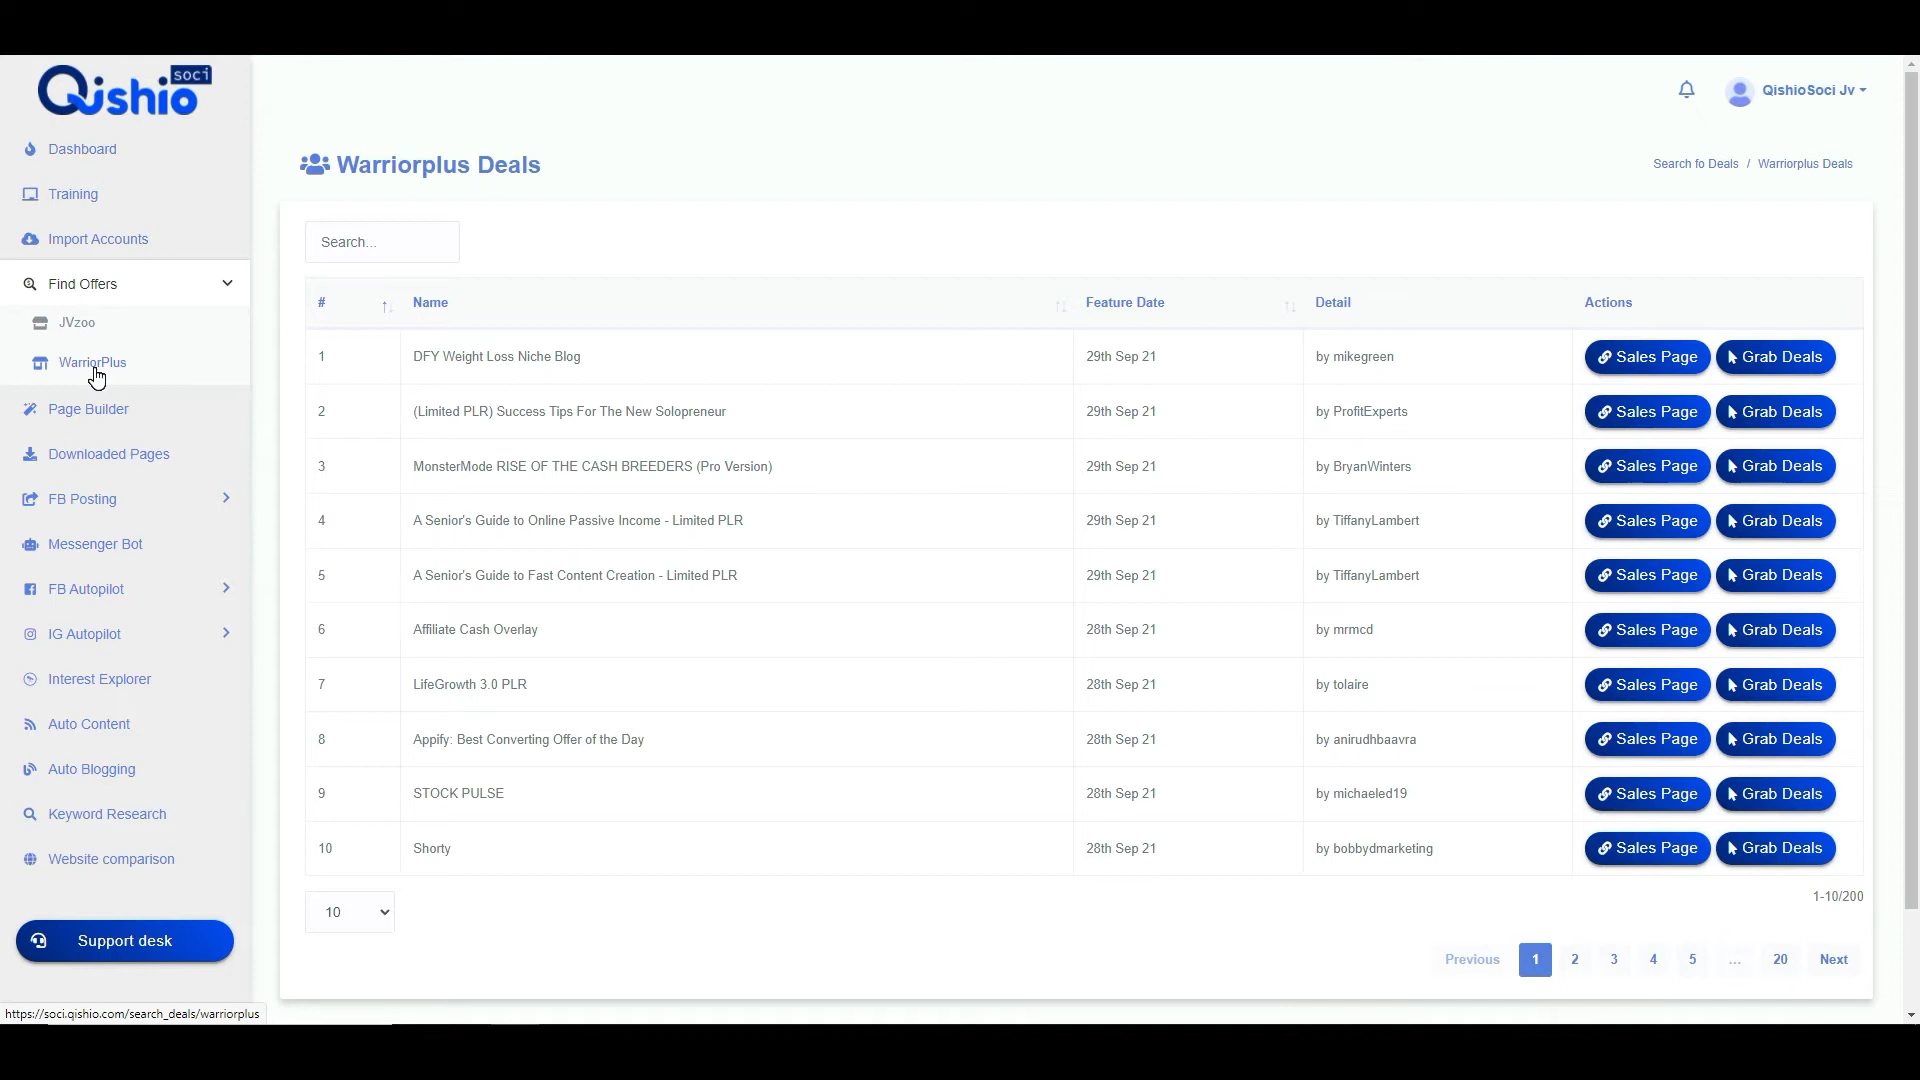 Qishio soci
QishioSoci Jv
Dashboard
Training
Import Accounts
Find Offers
JVzoo
WarriorPlus
Page Builder
Downloaded Pages
FB Posting
Messenger Bot
FB Autopilot
IG Autopilot
Interest Explorer
Auto Content
Auto Blogging
Keyword Research
Website comparison
Support desk
https://soci.qishio.com/search_deals/warriorplus
Warriorplus Deals
Search fo Deals / Warriorplus Deals
Search...
# Name Feature Date Detail Actions
1 DFY Weight Loss Niche Blog 29th Sep 21 by mikegreen Sales Page Grab Deals
2 (Limited PLR) Success Tips For The New Solopreneur 29th Sep 21 by ProfitExperts Sales Page Grab Deals
3 MonsterMode RISE OF THE CASH BREEDERS (Pro Version) 29th Sep 21 by BryanWinters Sales Page Grab Deals
4 A Senior's Guide to Online Passive Income - Limited PLR 29th Sep 21 by TiffanyLambert Sales Page Grab Deals
5 A Senior's Guide to Fast Content Creation - Limited PLR 29th Sep 21 by TiffanyLambert Sales Page Grab Deals
6 Affiliate Cash Overlay 28th Sep 21 by mrmcd Sales Page Grab Deals
7 LifeGrowth 3.0 PLR 28th Sep 21 by tolaire Sales Page Grab Deals
8 Appify: Best Converting Offer of the Day 28th Sep 21 by anirudhbaavra Sales Page Grab Deals
9 STOCK PULSE 28th Sep 21 by michaeled19 Sales Page Grab Deals
10 Shorty 28th Sep 21 by bobbydmarketing Sales Page Grab Deals
10
1-10/200
Previous 1 2 3 4 5 ... 20 Next